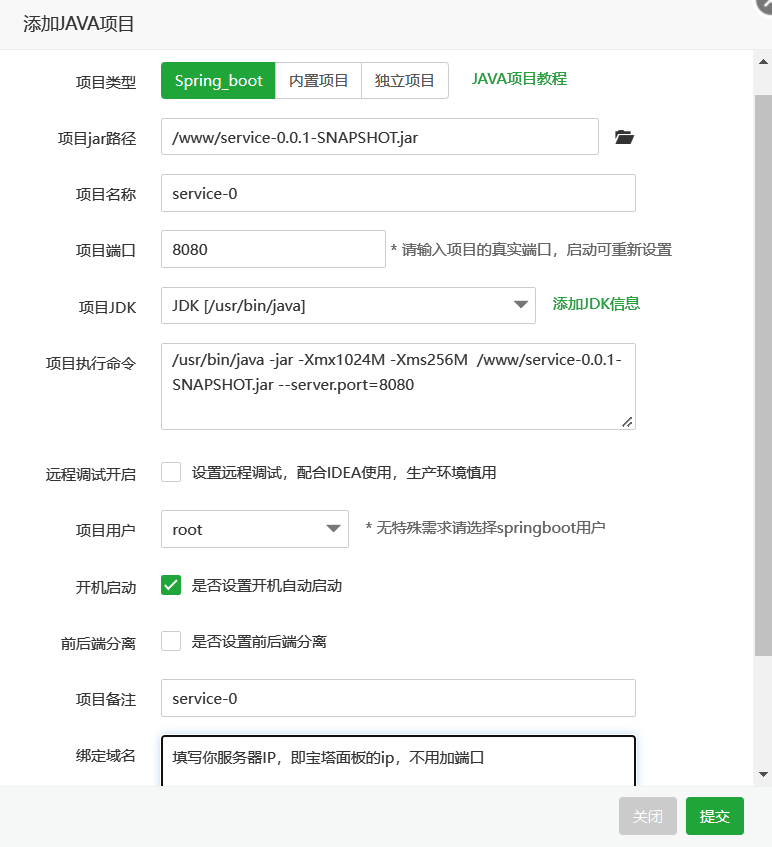 添加JAVA项目
项目类型 Spring_boot 内置项目 独立项目 JAVA项目教程
项目jar路径 /www/service-0.0.1-SNAPSHOT.jar
项目名称 service-0
项目端口 8080 * 请输入项目的真实端口，启动可重新设置
项目JDK JDK [/usr/bin/java] 添加JDK信息
项目执行命令 /usr/bin/java -jar -Xmx1024M -Xms256M /www/service-0.0.1-
SNAPSHOT.jar --server.port=8080
远程调试开启 设置远程调试，配合IDEA使用，生产环境慎用
项目用户 root * 无特殊需求请选择springboot用户
开机启动 是否设置开机自动启动
前后端分离 是否设置前后端分离
项目备注 service-0
绑定域名 填写你服务器IP，即宝塔面板的ip，不用加端口
关闭 提交